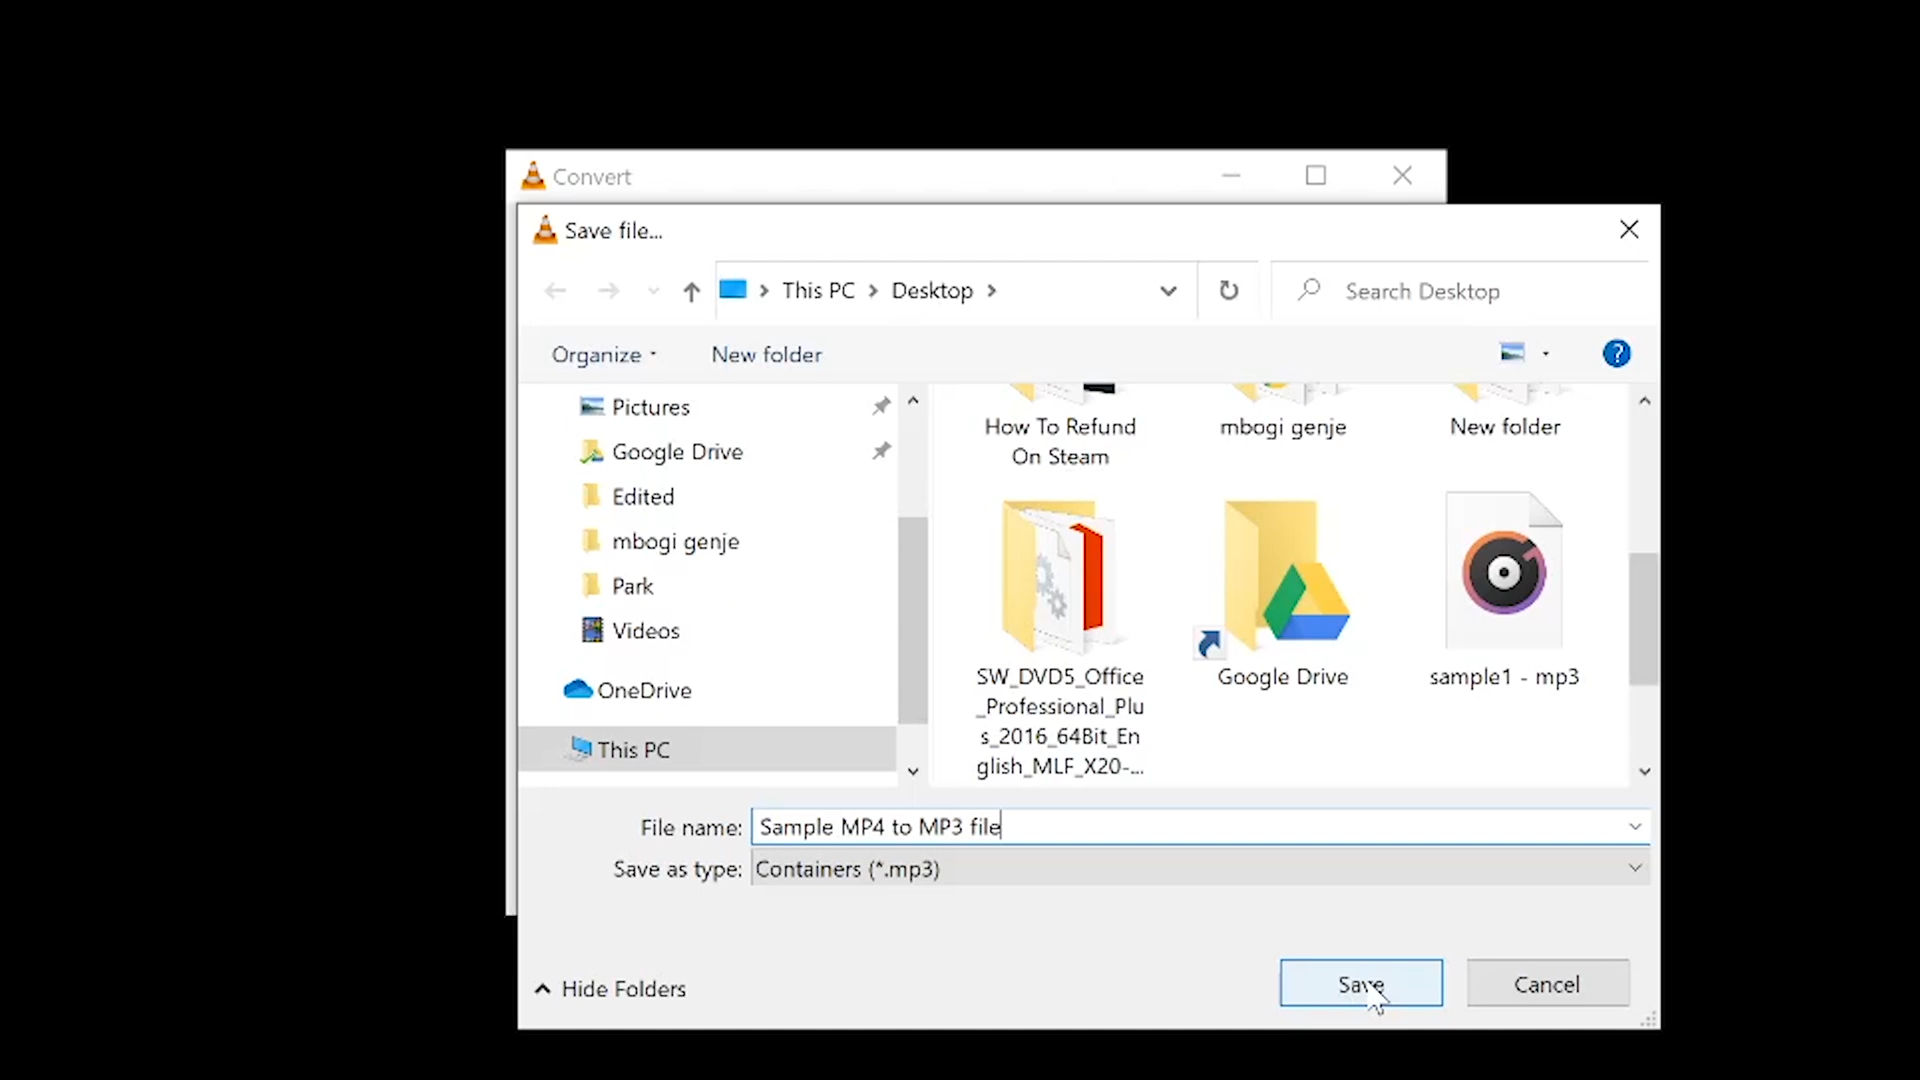 Convert
Save file...
This PC
Desktop
Search Desktop
Organize
New folder
?
Pictures
Google Drive
Edited
mbogi genje
Park
Videos
OneDrive
This PC
How To Refund
On Steam
mbogi genje
New folder
SW_DVD5_Office
_Professional_Plu
s_2016_64Bit_En
glish_MLF_X20-...
Google Drive
sample1 - mp3
File name: Sample MP4 to MP3 file
Save as type: Containers (*.mp3)
Hide Folders
Save
Cancel